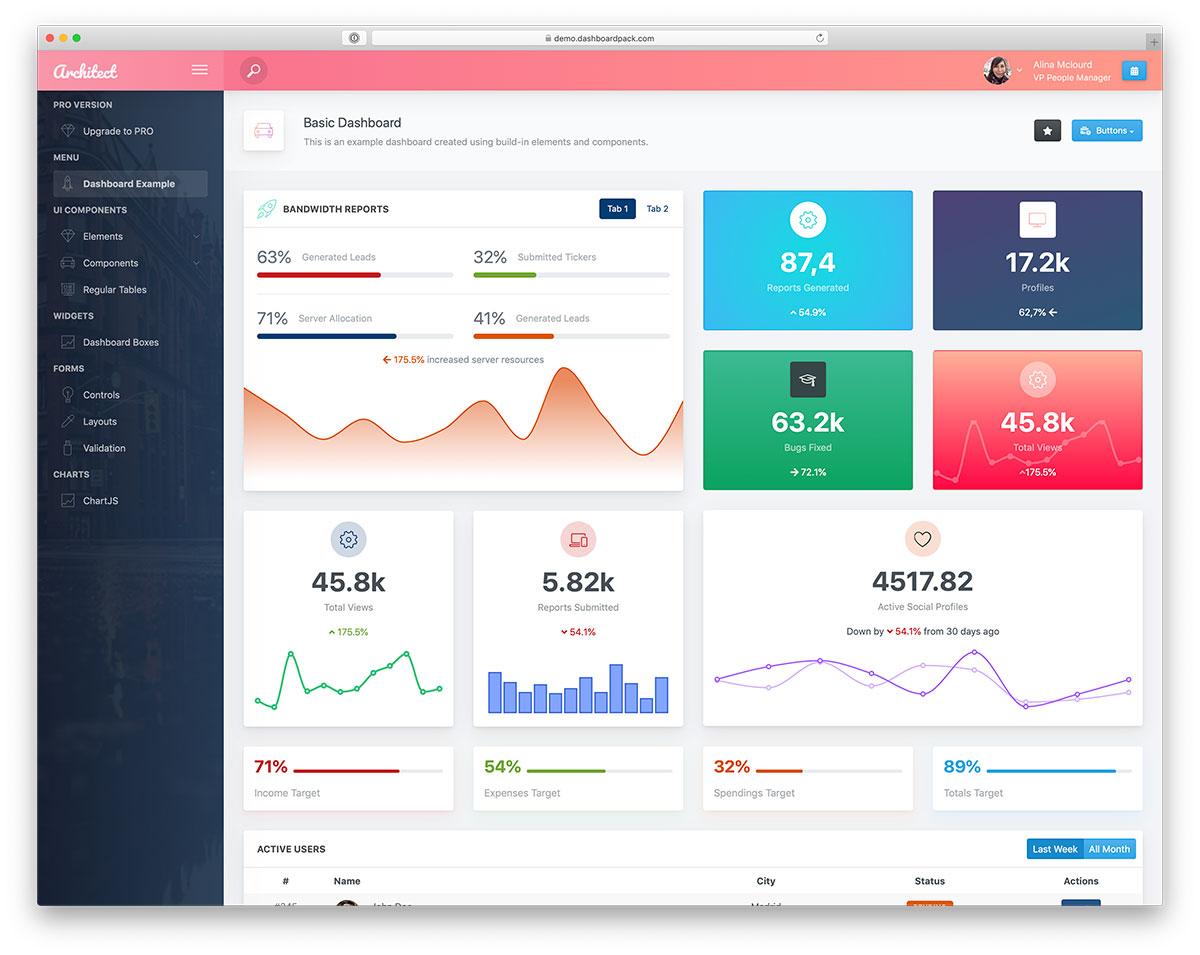 demo.dashboardpack.com
Architect
Alina Mclourd
VP People Manager
PRO VERSION
Upgrade to PRO
MENU
Dashboard Example
UI COMPONENTS
Elements
Components
Regular Tables
WIDGETS
Dashboard Boxes
FORMS
Controls
Layouts
Validation
CHARTS
ChartJS
Basic Dashboard
This is an example dashboard created using build-in elements and components.
Buttons
BANDWIDTH REPORTS
Tab 1
Tab 2
63% Generated Leads
32% Submitted Tickers
71% Server Allocation
41% Generated Leads
175.5% increased server resources
87,4
Reports Generated
54.9%
17.2k
Profiles
62,7%
63.2k
Bugs Fixed
72.1%
45.8k
Total Views
175.5%
45.8k
Total Views
175.5%
5.82k
Reports Submitted
54.1%
4517.82
Active Social Profiles
Down by 54.1% from 30 days ago
71%
Income Target
54%
Expenses Target
32%
Spendings Target
89%
Totals Target
ACTIVE USERS
Last Week
All Month
# Name City Status Actions